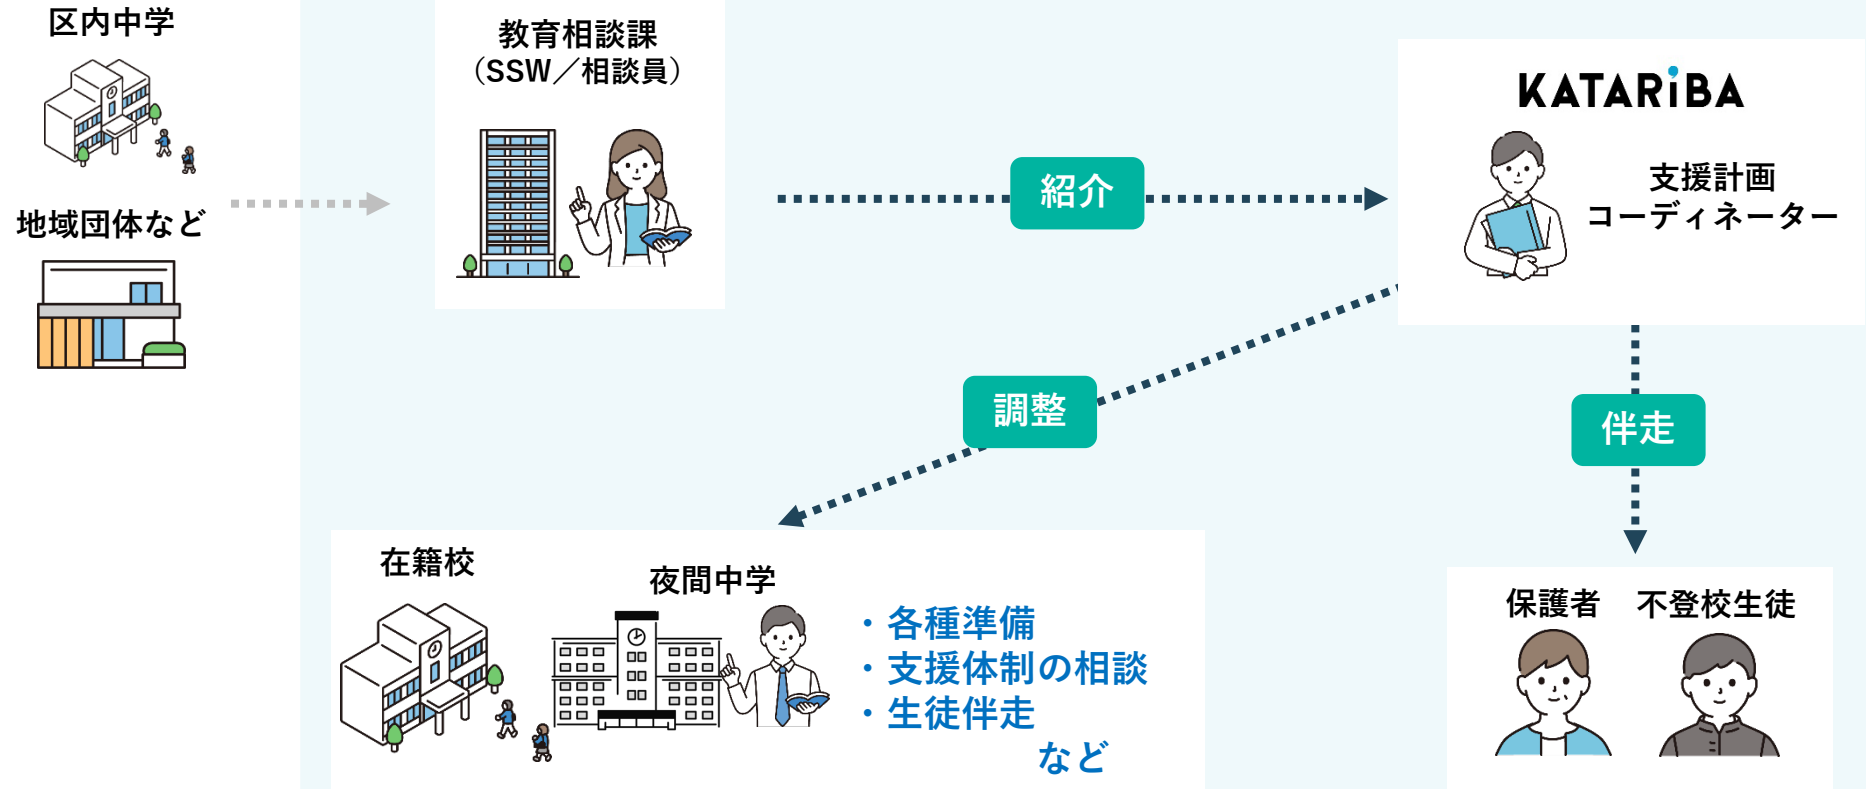 区内中学
地域団体など
教育相談課
（SSW／相談員）
紹介
KATARiBA
支援計画
コーディネーター
調整
伴走
在籍校
夜間中学
・各種準備
・支援体制の相談
・生徒伴走
など
保護者
不登校生徒